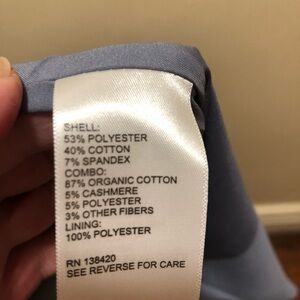 SHELL:
53% POLYESTER
40% COTTON
7% SPANDEX
COMBO:
87% ORGANIC COTTON
5% CASHMERE
5% POLYESTER
3% OTHER FIBERS
LINING:
100% POLYESTER
RN 138420
SEE REVERSE FOR CARE